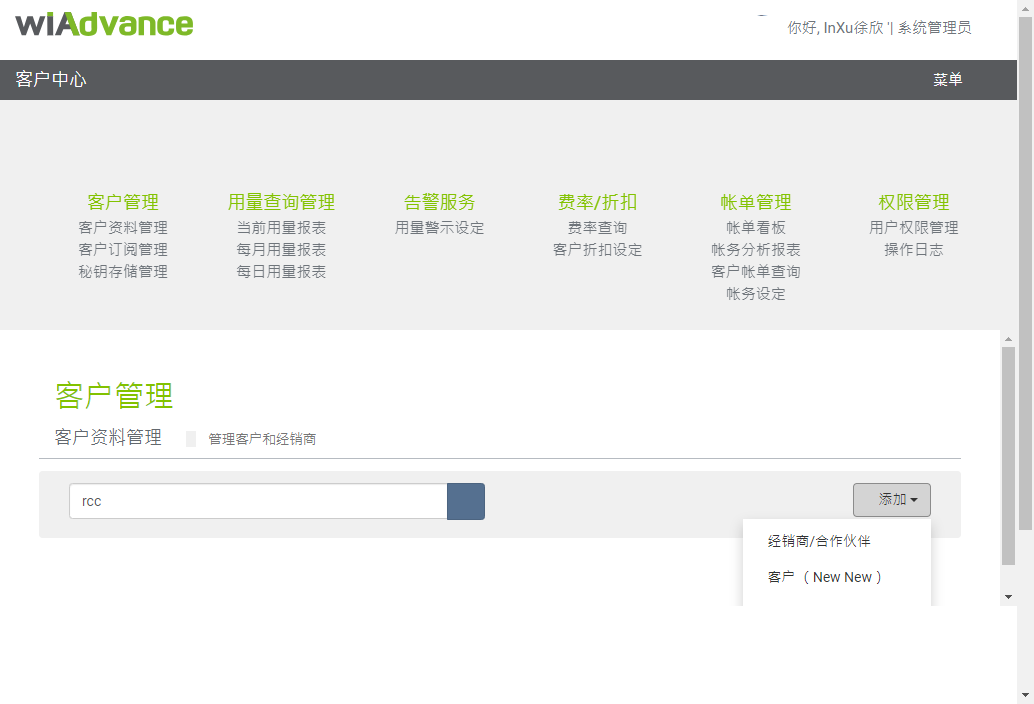 wiAdvance
你好, InXu徐欣 '| 系统管理员
客户中心
菜单
客户管理
客户资料管理
客户订阅管理
秘钥存储管理
用量查询管理
当前用量报表
每月用量报表
每日用量报表
告警服务
用量警示设定
费率/折扣
费率查询
客户折扣设定
帐单管理
帐单看板
帐务分析报表
客户帐单查询
帐务设定
权限管理
用户权限管理
操作日志
客户管理
客户资料管理 管理客户和经销商
rcc
添加
经销商/合作伙伴
客户 （ New New ）